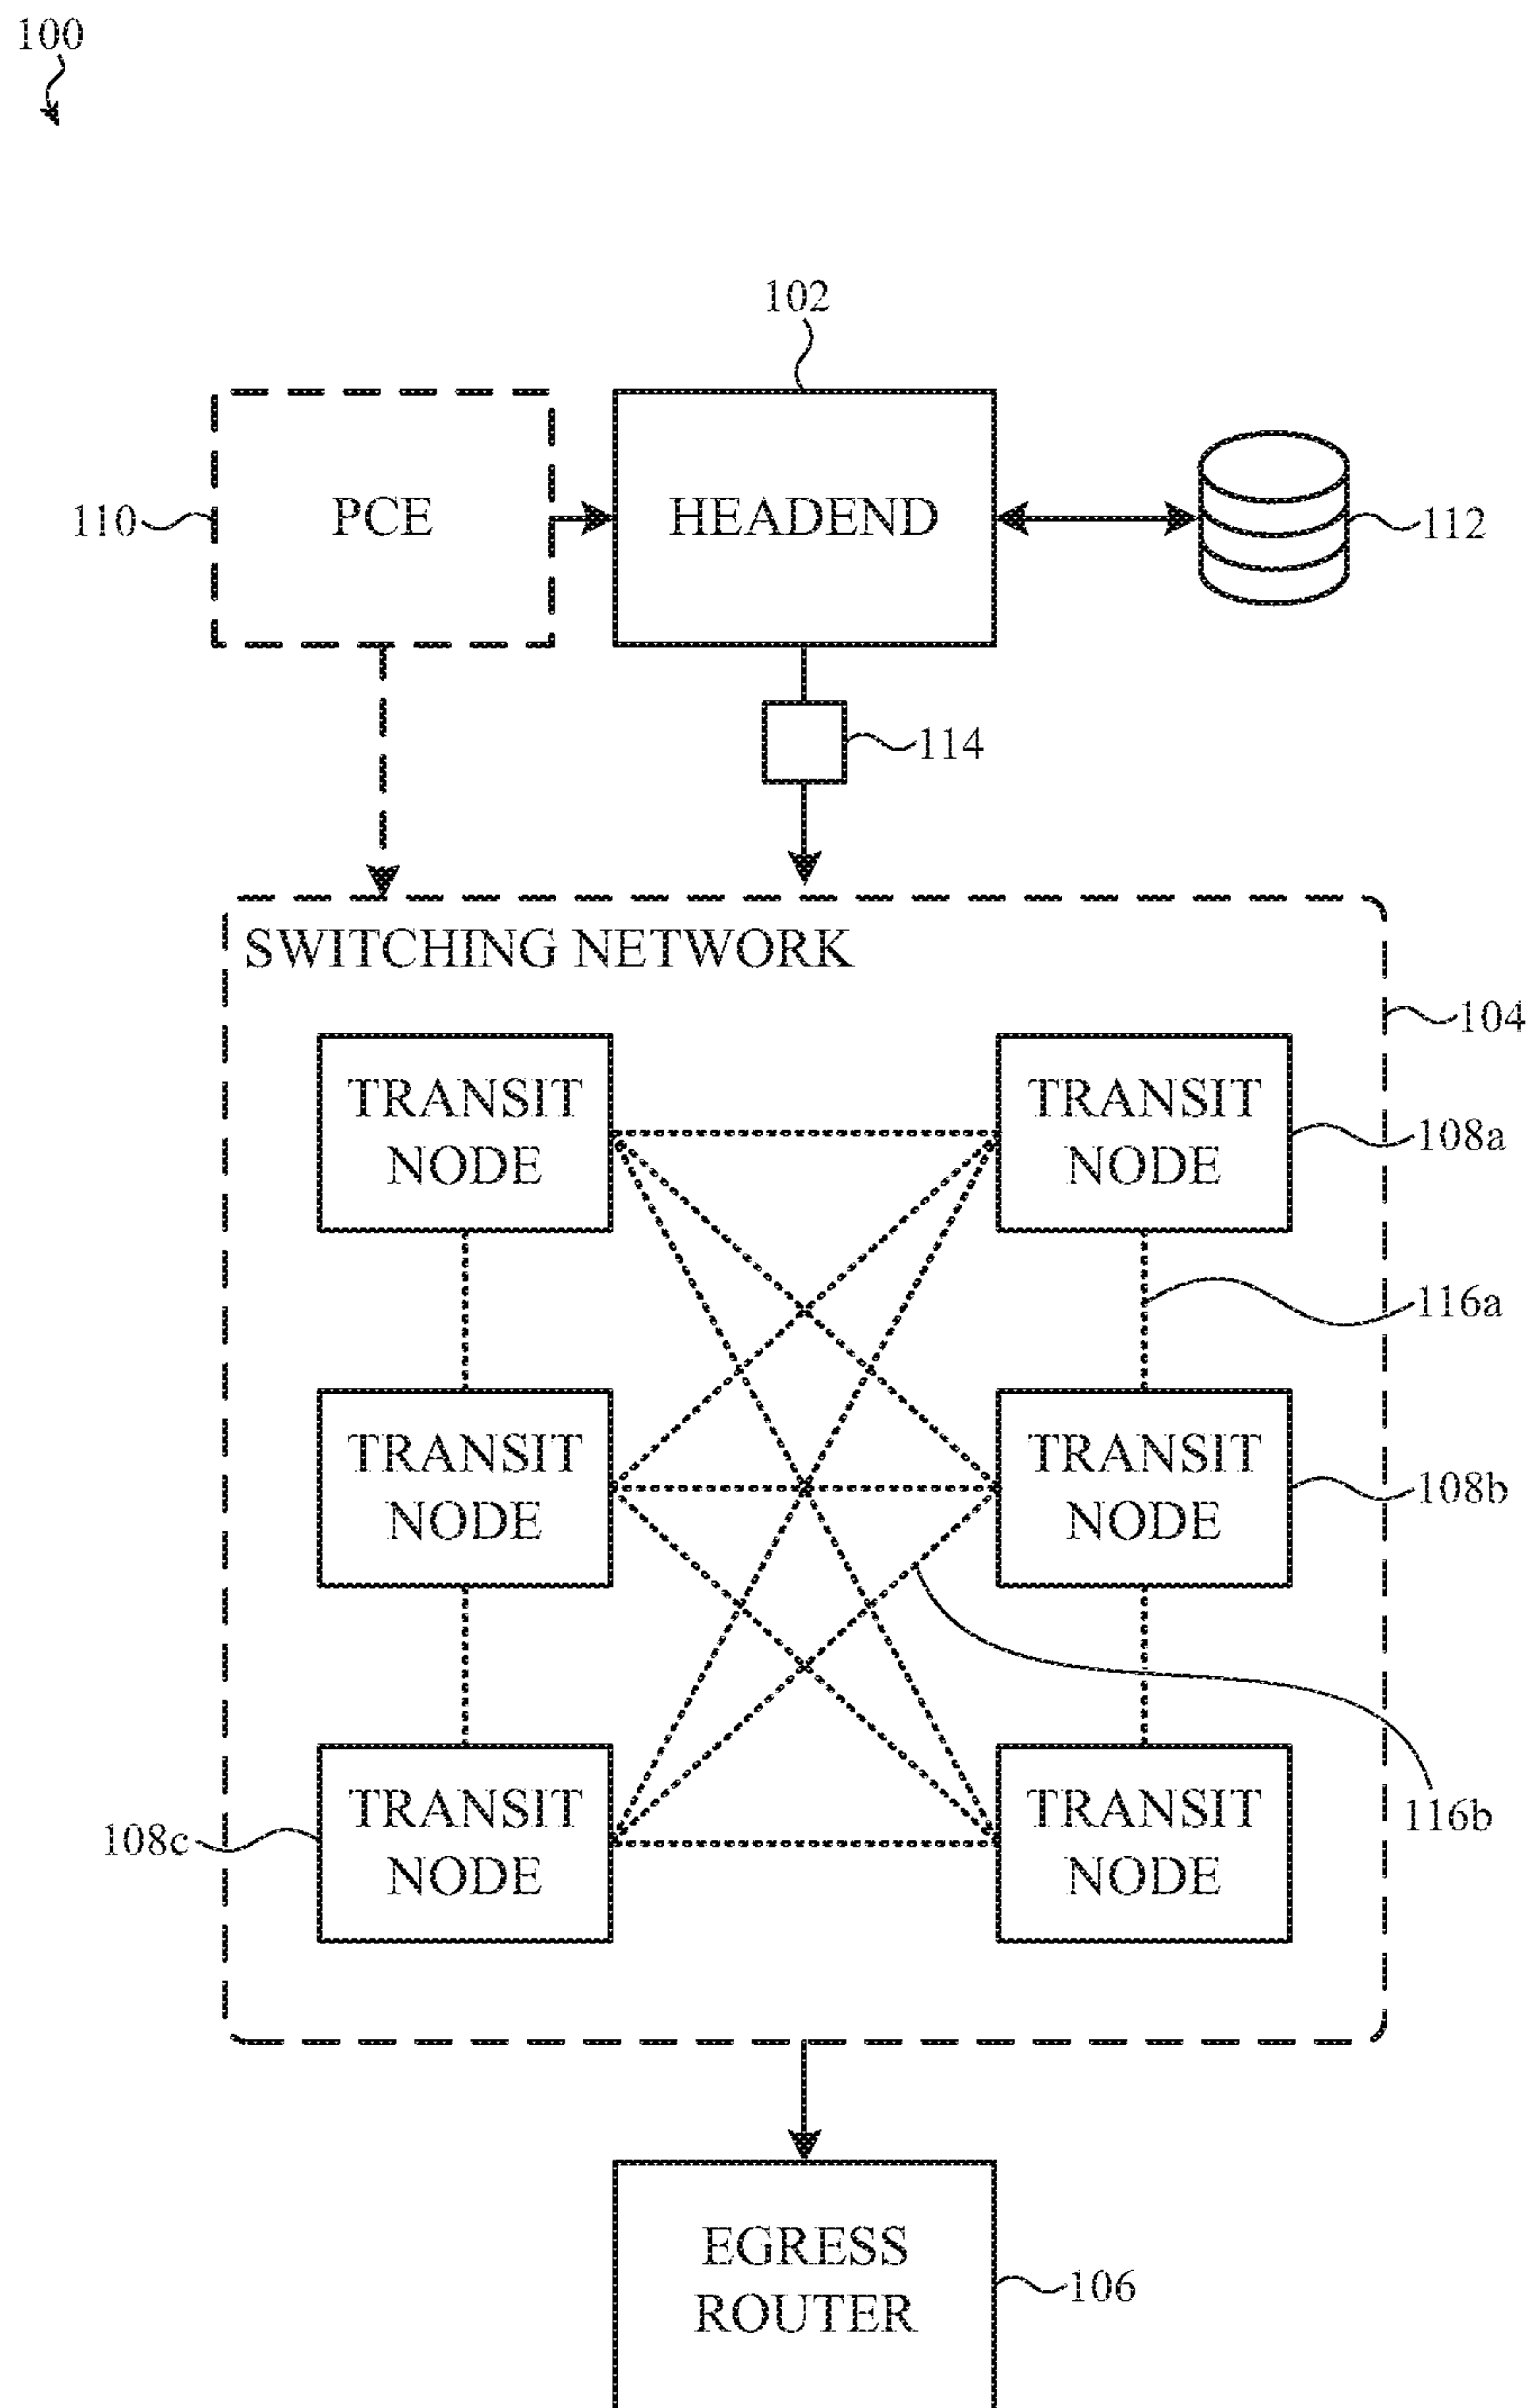 100
102
PCE
HEADEND
110
112
114
SWITCHING NETWORK
104
TRANSIT
NODE
TRANSIT
NODE
108a
116a
TRANSIT
NODE
TRANSIT
NODE
108b
116b
108c
TRANSIT
NODE
TRANSIT
NODE
EGRESS
ROUTER
106